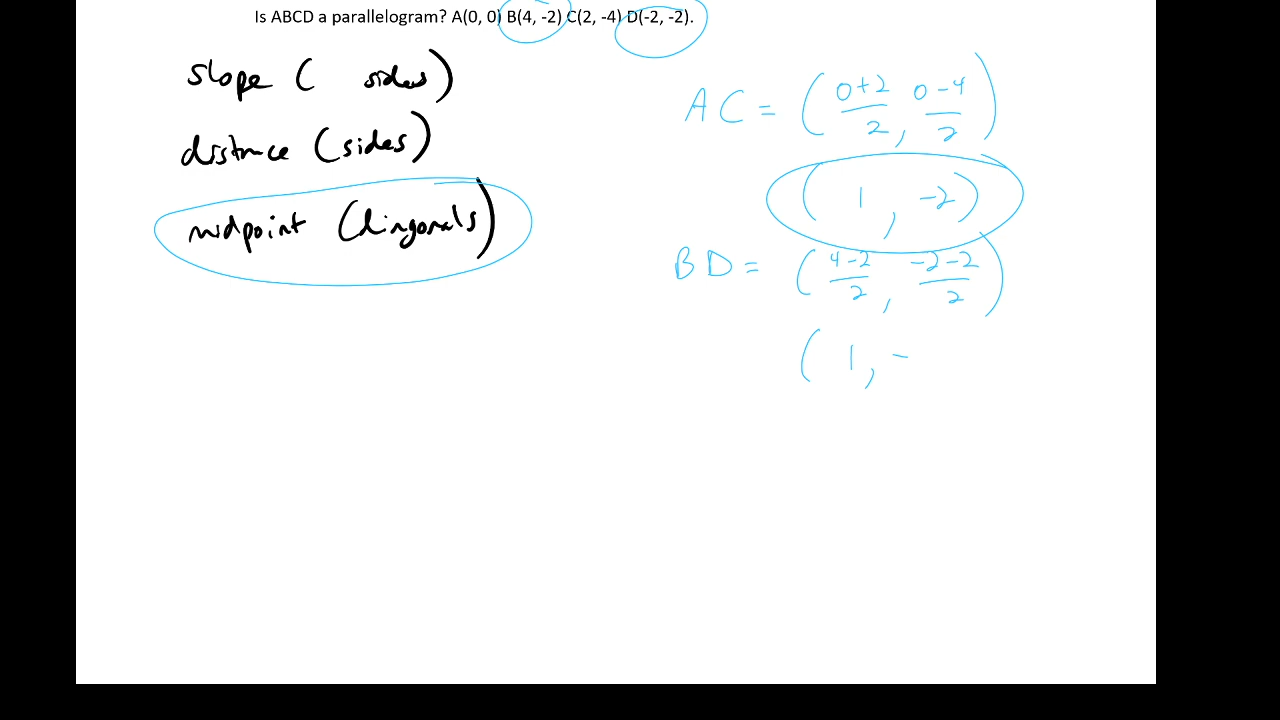 Is ABCD a parallelogram? A(0, 0) B(4, -2) C(2, -4) D(-2, -2).
slope ( sides)
distance (sides)
midpoint (diagonals)
AC = (0+2/2, 0-4/2)
(1, -2)
BD = (4-2/2, -2-2/2)
(1, -